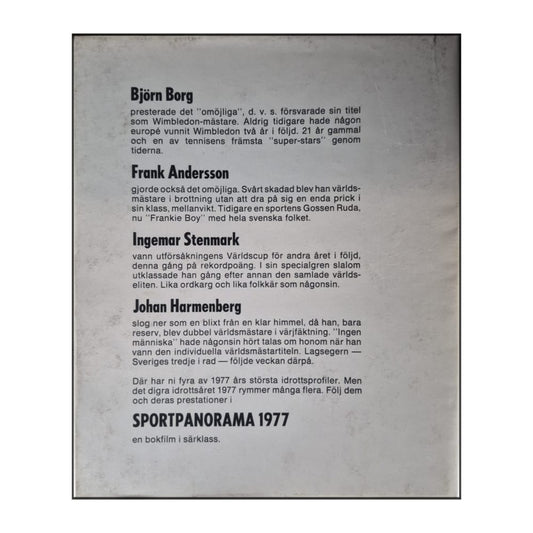 Björn Borg
presterade det "omöjliga", d. v. s. försvarade sin titel
som Wimbledon-mästare. Aldrig tidigare hade någon
europé vunnit Wimbledon två år i följd. 21 år gammal
och en av tennisens främsta "super-stars" genom
tiderna.
Frank Andersson
gjorde också det omöjliga. Svårt skadad blev han världs-
mästare i brottning utan att dra på sig en enda prick i
sin klass, mellanvikt. Tidigare en sportens Gossen Ruda,
nu "Frankie Boy" med hela svenska folket.
Ingemar Stenmark
vann utförsåkningens Världscup för andra året i följd,
denna gång på rekordpoäng. I sin specialgren slalom
utklassade han gång efter annan den samlade världs-
eliten. Lika ordkarg och lika folkkär som någonsin.
Johan Harmenberg
slog ner som en blixt från en klar himmel, då han, bara
reserv, blev dubbel världsmästare i värjfäktning. "Ingen
människa" hade någonsin hört talas om honom när han
vann den individuella världsmästartiteln. Lagsegern —
Sveriges tredje i rad — följde veckan därpå.
Där har ni fyra av 1977 års största idrottsprofiler. Men
det digra idrottsåret 1977 rymmer många flera. Följ dem
och deras prestationer i
SPORTPANORAMA 1977
en bokfilm i särklass.